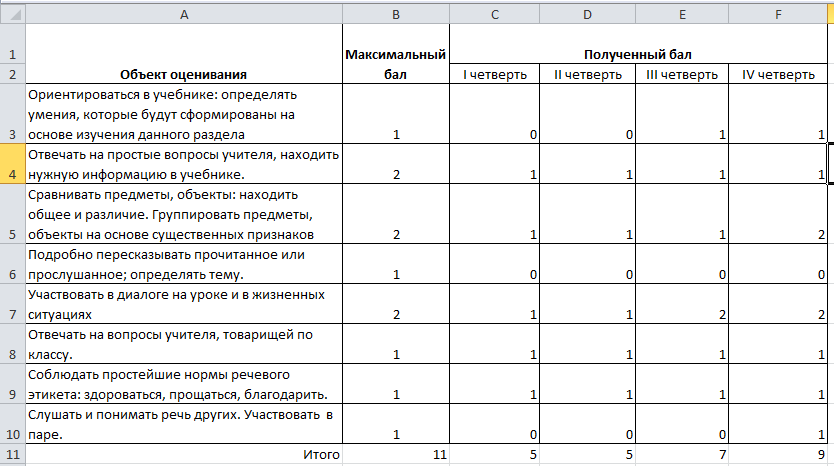 A B C D E F
1 Максимальный Полученный бал
2 Объект оценивания бал I четверть II четверть III четверть IV четверть
Ориентироваться в учебнике: определять
умения, которые будут сформированы на
3 основе изучения данного раздела 1 0 0 1 1
Отвечать на простые вопросы учителя, находить
4 нужную информацию в учебнике. 2 1 1 1 1
Сравнивать предметы, объекты: находить
общее и различие. Группировать предметы,
5 объекты на основе существенных признаков 2 1 1 1 2
Подробно пересказывать прочитанное или
6 прослушанное; определять тему. 1 0 0 0 0
Участвовать в диалоге на уроке и в жизненных
7 ситуациях 2 1 1 2 2
Отвечать на вопросы учителя, товарищей по
8 классу. 1 1 1 1 1
Соблюдать простейшие нормы речевого
9 этикета: здороваться, прощаться, благодарить. 1 1 1 1 1
Слушать и понимать речь других. Участвовать в
10 паре. 1 0 0 0 1
11 Итого 11 5 5 7 9